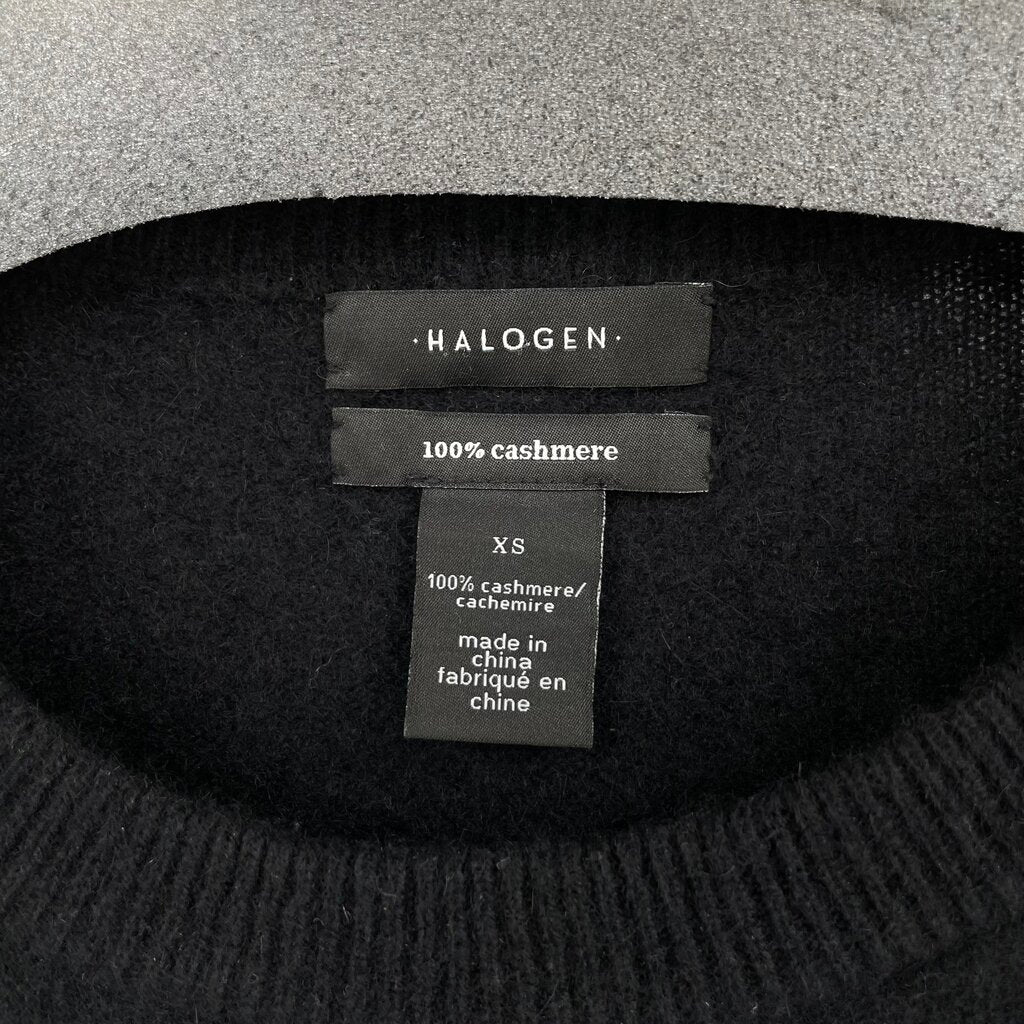 ·HALOGEN·
100% cashmere
XS
100% cashmere/
cachemire
made in
china
fabriqué en
chine